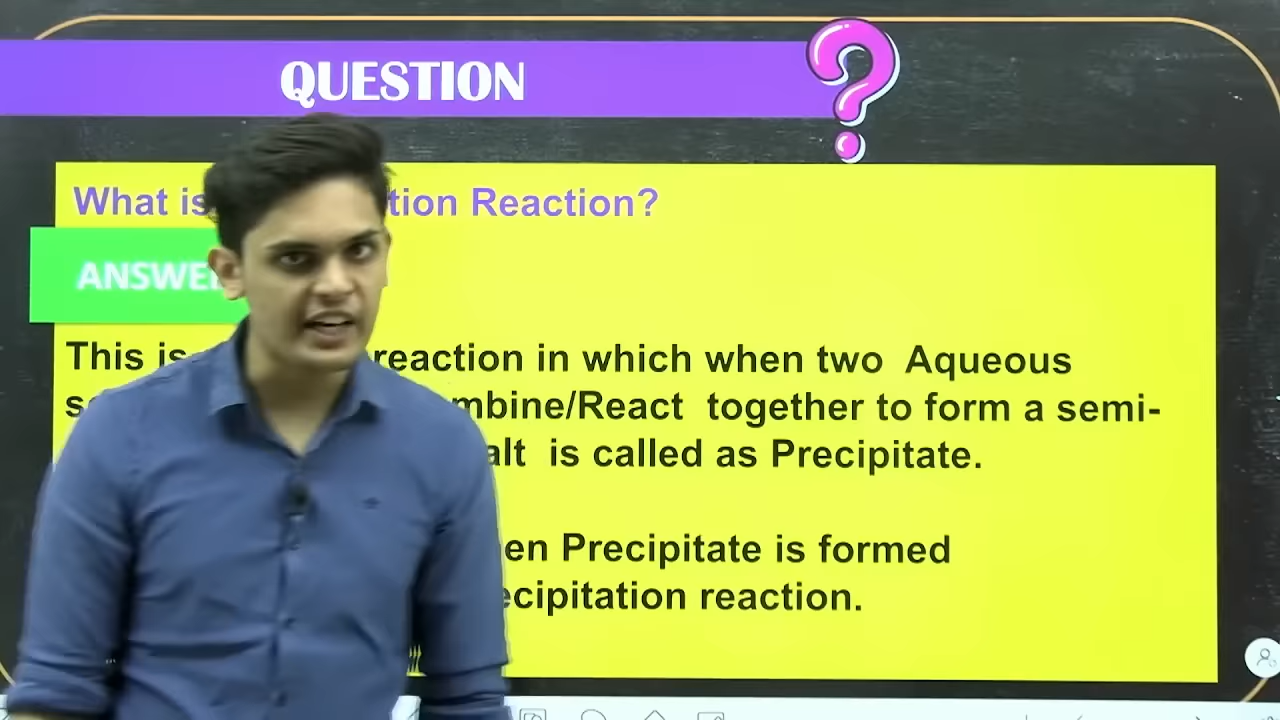 QUESTION
What is tion Reaction?
ANSWE
This is reaction in which when two Aqueous
mbine/React together to form a semi-
alt is called as Precipitate.
en Precipitate is formed
ecipitation reaction.